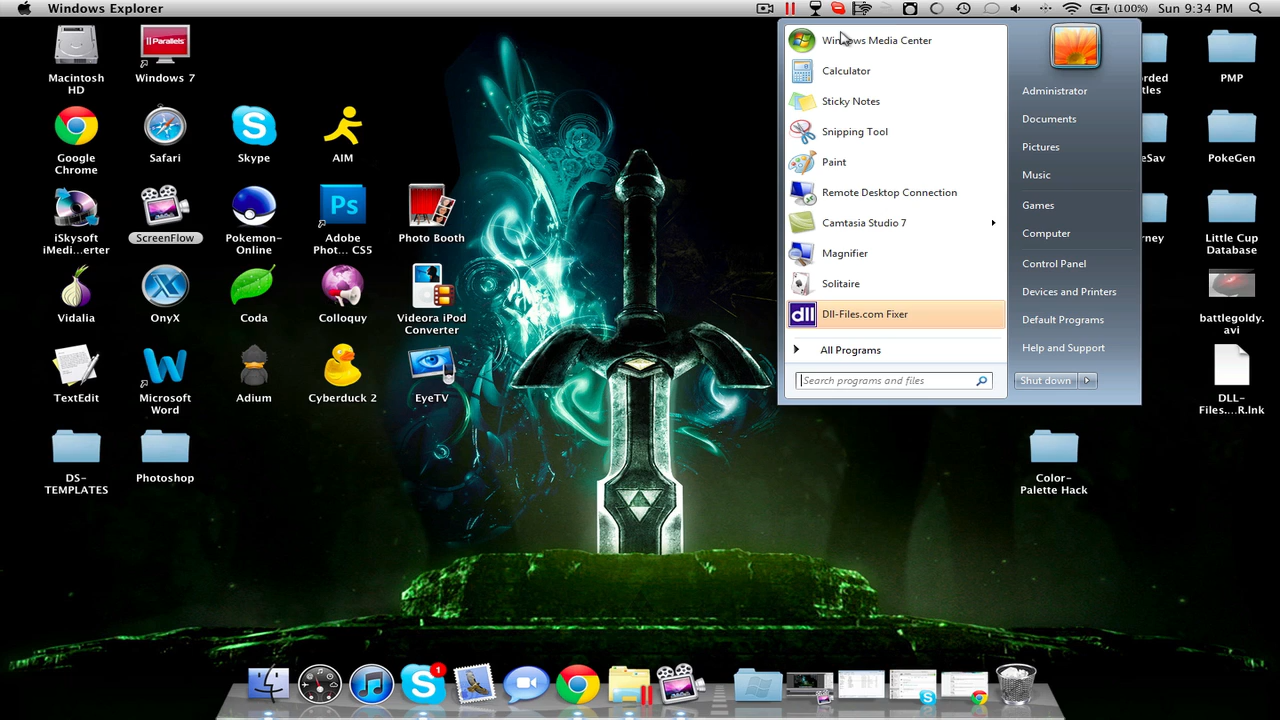 Windows Explorer
(100%)
Sun 9:34 PM
Macintosh
HD
Parallels
Windows 7
Google
Chrome
Safari
Skype
AIM
iSkysoft
iMedi...erter
ScreenFlow
Pokemon-
Online
Ps
Adobe
Phot... CS5
Photo Booth
Vidalia
OnyX
Coda
Colloquy
Videora iPod
Converter
TextEdit
Microsoft
Word
Adium
Cyberduck 2
EyeTV
DS-
TEMPLATES
Photoshop
Windows Media Center
Calculator
Sticky Notes
Snipping Tool
Paint
Remote Desktop Connection
Camtasia Studio 7
Magnifier
Solitaire
dll
Dll-Files.com Fixer
All Programs
Search programs and files
Administrator
Documents
Pictures
Music
Games
Computer
Control Panel
Devices and Printers
Default Programs
Help and Support
Shut down
PMP
PokeGen
Little Cup
Database
battlegoldy.
avi
DLL-
Files....R.lnk
Color-
Palette Hack
1